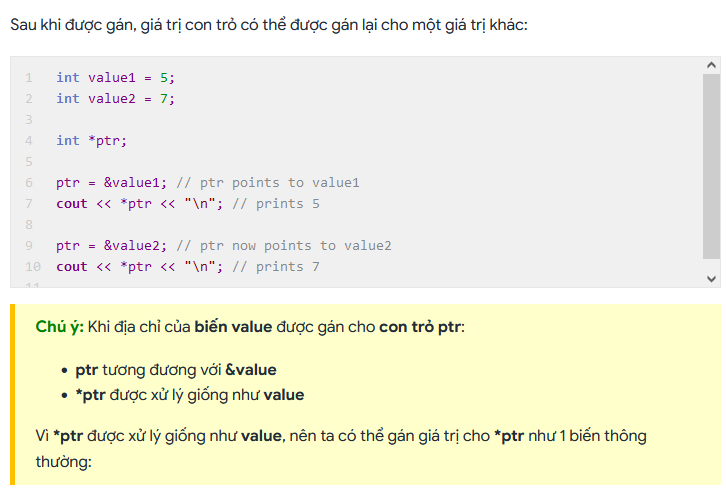 Sau khi được gán, giá trị con trỏ có thể được gán lại cho một giá trị khác:
1 int value1 = 5;
2 int value2 = 7;
3
4 int *ptr;
5
6 ptr = &value1; // ptr points to value1
7 cout << *ptr << "\n"; // prints 5
8
9 ptr = &value2; // ptr now points to value2
10 cout << *ptr << "\n"; // prints 7
11
Chú ý: Khi địa chỉ của biến value được gán cho con trỏ ptr:
• ptr tương đương với &value
• *ptr được xử lý giống như value
Vì *ptr được xử lý giống như value, nên ta có thể gán giá trị cho *ptr như 1 biến thông
thường: